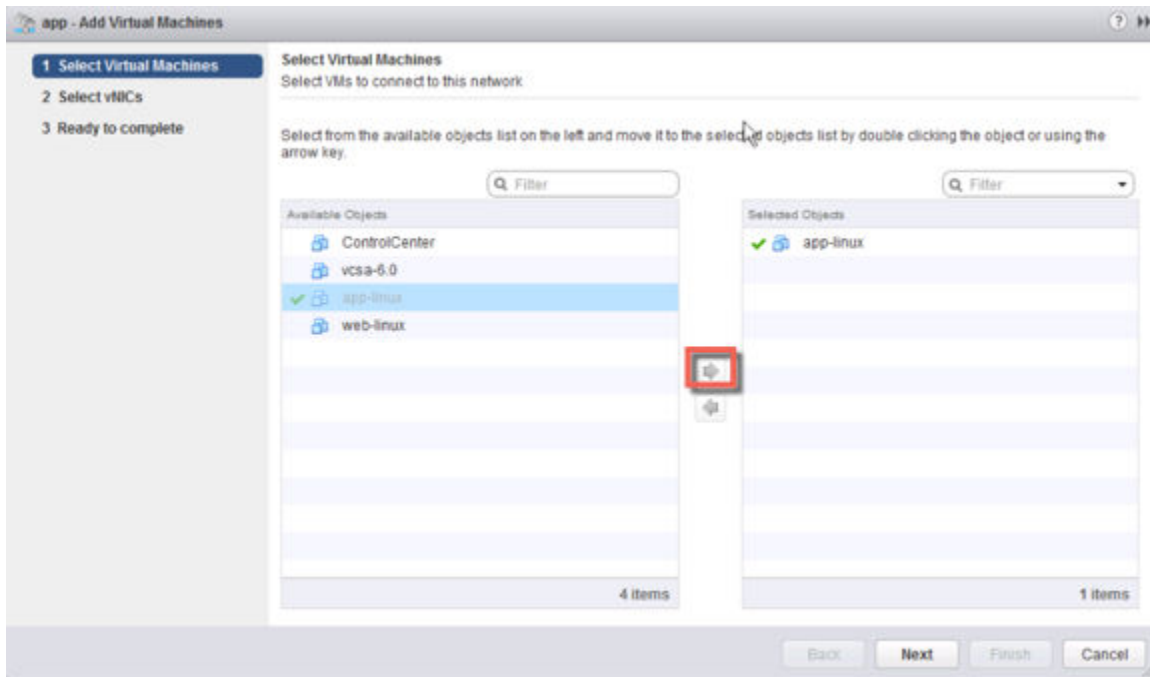 app - Add Virtual Machines
1 Select Virtual Machines
2 Select vNICs
3 Ready to complete
Select Virtual Machines
Select VMs to connect to this network
Select from the available objects list on the left and move it to the selected objects list by double clicking the object or using the
arrow key.
Filter
Filter
Available Objects
ControlCenter
vcsa-6.0
app-linux
web-linux
4 items
Selected Objects
app-linux
1 items
Back
Next
Finish
Cancel